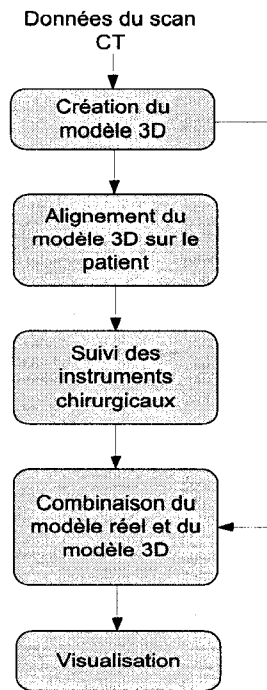 Données du scan
CT
Création du
modèle 3D
Alignement du
modèle 3D sur le
patient
Suivi des
instruments
chirurgicaux
Combinaison du
modèle réel et du
modèle 3D
Visualisation